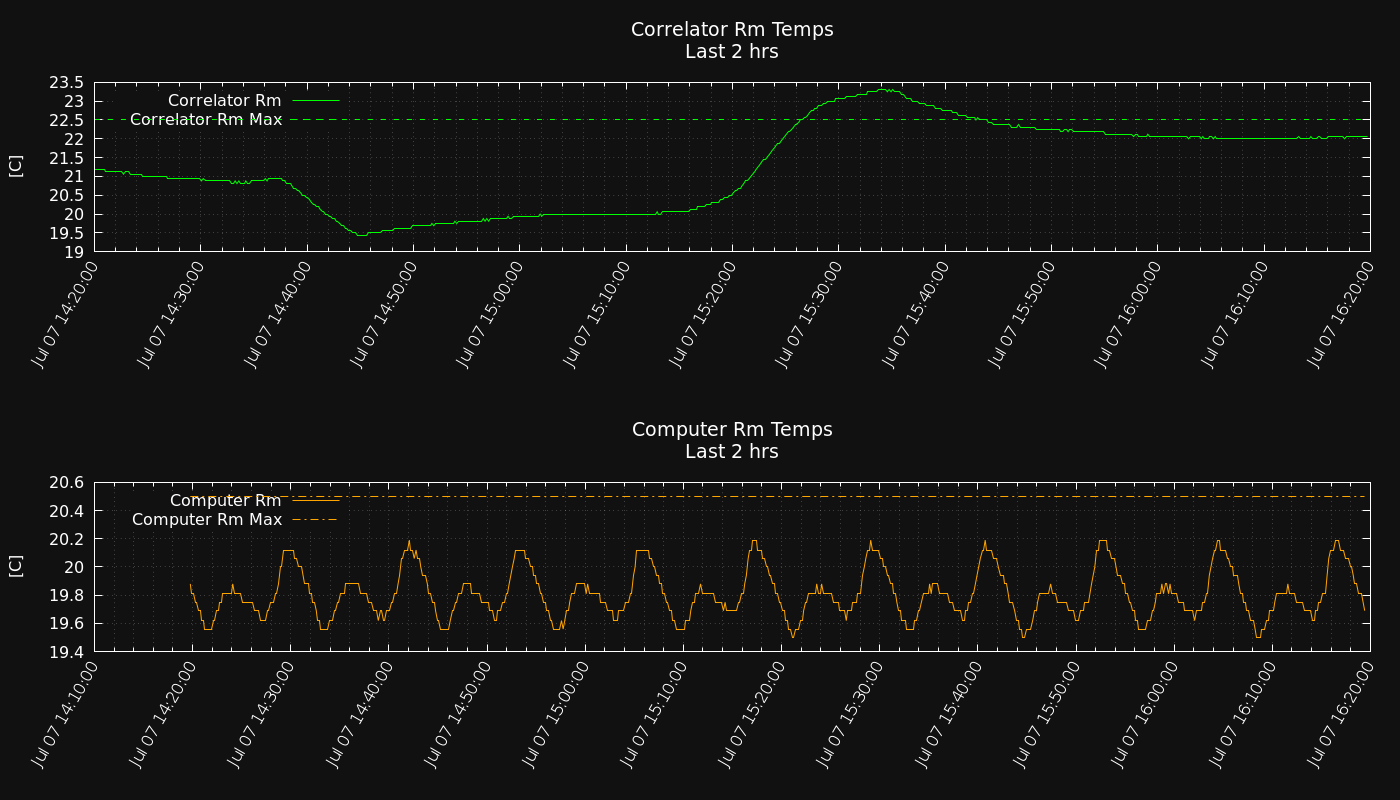 Correlator Rm Temps
Last 2 hrs
23.5
23
22.5
22
21.5
21
20.5
20
19.5
19
[C]
Correlator Rm
Correlator Rm Max
Jul 07 14:20:00
Jul 07 14:30:00
Jul 07 14:40:00
Jul 07 14:50:00
Jul 07 15:00:00
Jul 07 15:10:00
Jul 07 15:20:00
Jul 07 15:30:00
Jul 07 15:40:00
Jul 07 15:50:00
Jul 07 16:00:00
Jul 07 16:10:00
Jul 07 16:20:00
Computer Rm Temps
Last 2 hrs
20.6
20.4
20.2
20
19.8
19.6
19.4
[C]
Computer Rm
Computer Rm Max
Jul 07 14:10:00
Jul 07 14:20:00
Jul 07 14:30:00
Jul 07 14:40:00
Jul 07 14:50:00
Jul 07 15:00:00
Jul 07 15:10:00
Jul 07 15:20:00
Jul 07 15:30:00
Jul 07 15:40:00
Jul 07 15:50:00
Jul 07 16:00:00
Jul 07 16:10:00
Jul 07 16:20:00